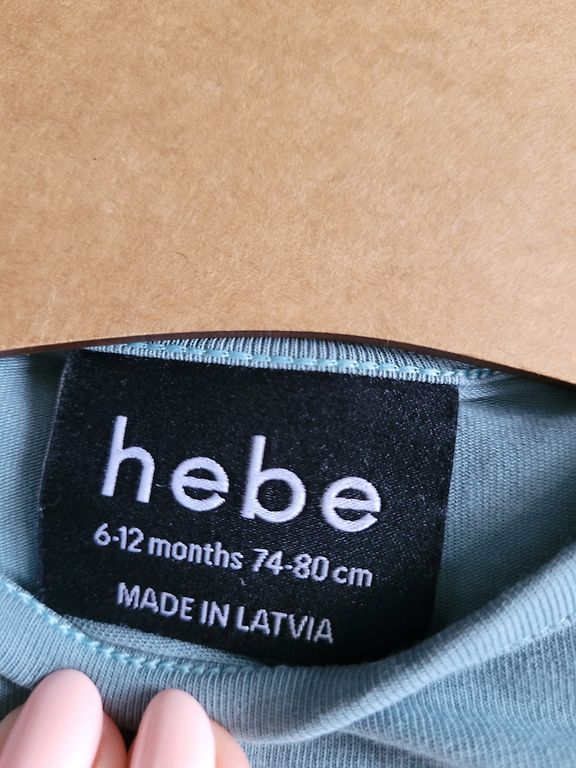 hebe
6-12 months 74-80 cm
MADE IN LATVIA